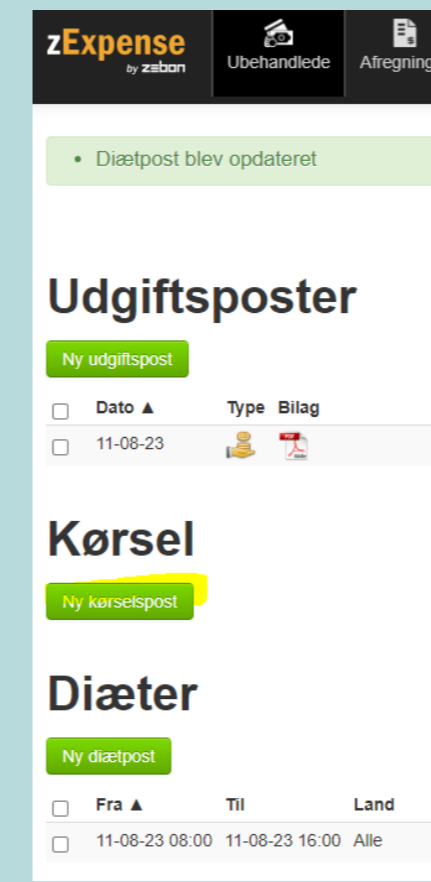 zExpense
by zebon
Ubehandlede
Afregning
• Diætpost blev opdateret
Udgiftsposter
Ny udgiftspost
Dato ▲ Type Bilag
11-08-23
Kørsel
Ny kørselspost
Diæter
Ny diætpost
Fra ▲ Til Land
11-08-23 08:00 11-08-23 16:00 Alle